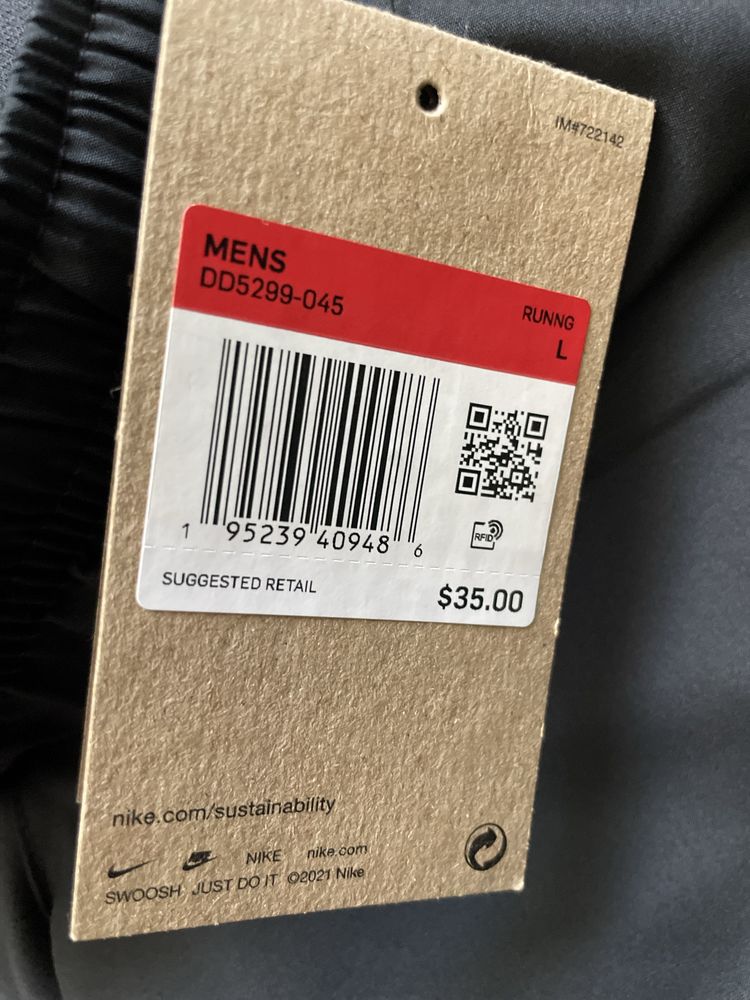 IM#722142
MENS
DD5299-045
RUNNG
L
1 95239 40948 6
RFID
SUGGESTED RETAIL
$35.00
nike.com/sustainability
NIKE nike.com
SWOOSH JUST DO IT ©2021 Nike